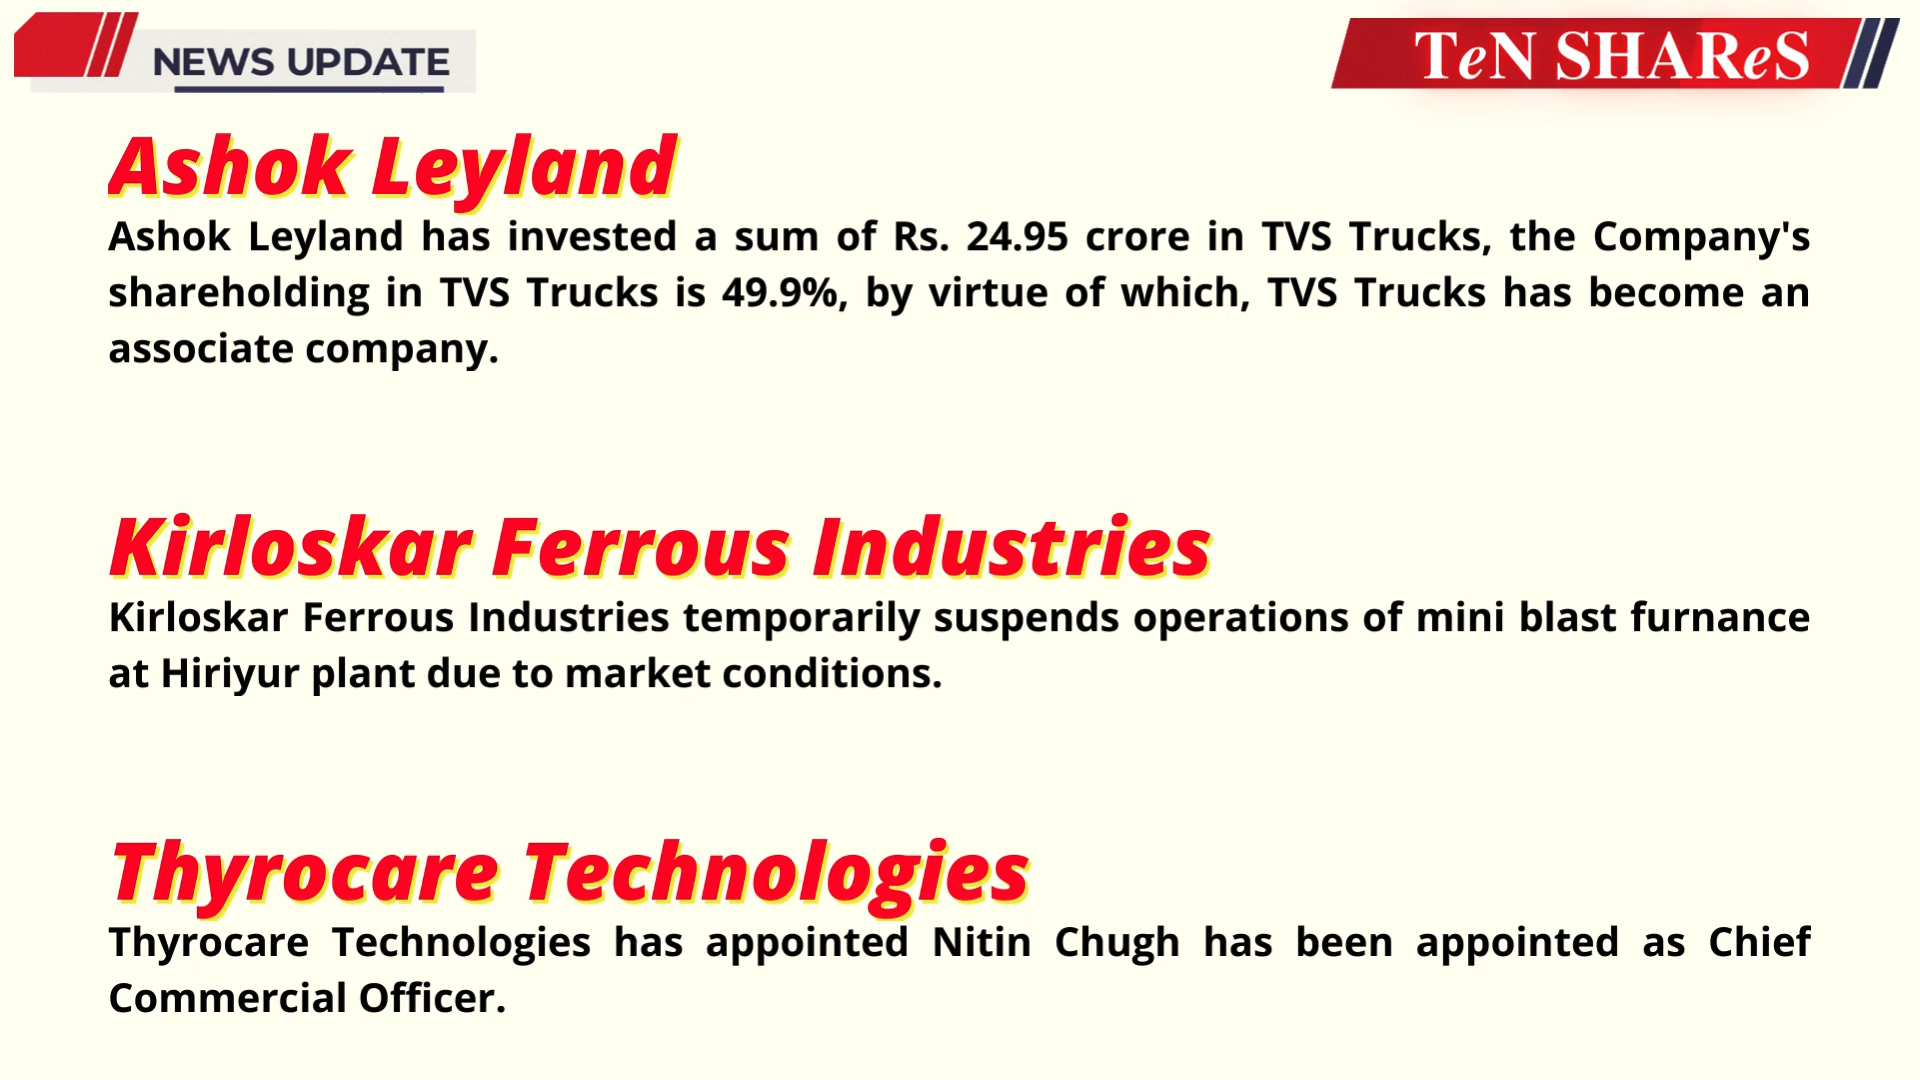 NEWS UPDATE
TeN SHAReS
Ashok Leyland
Ashok Leyland has invested a sum of Rs. 24.95 crore in TVS Trucks, the Company's
shareholding in TVS Trucks is 49.9%, by virtue of which, TVS Trucks has become an
associate company.
Kirloskar Ferrous Industries
Kirloskar Ferrous Industries temporarily suspends operations of mini blast furnance
at Hiriyur plant due to market conditions.
Thyrocare Technologies
Thyrocare Technologies has appointed Nitin Chugh has been appointed as Chief
Commercial Officer.